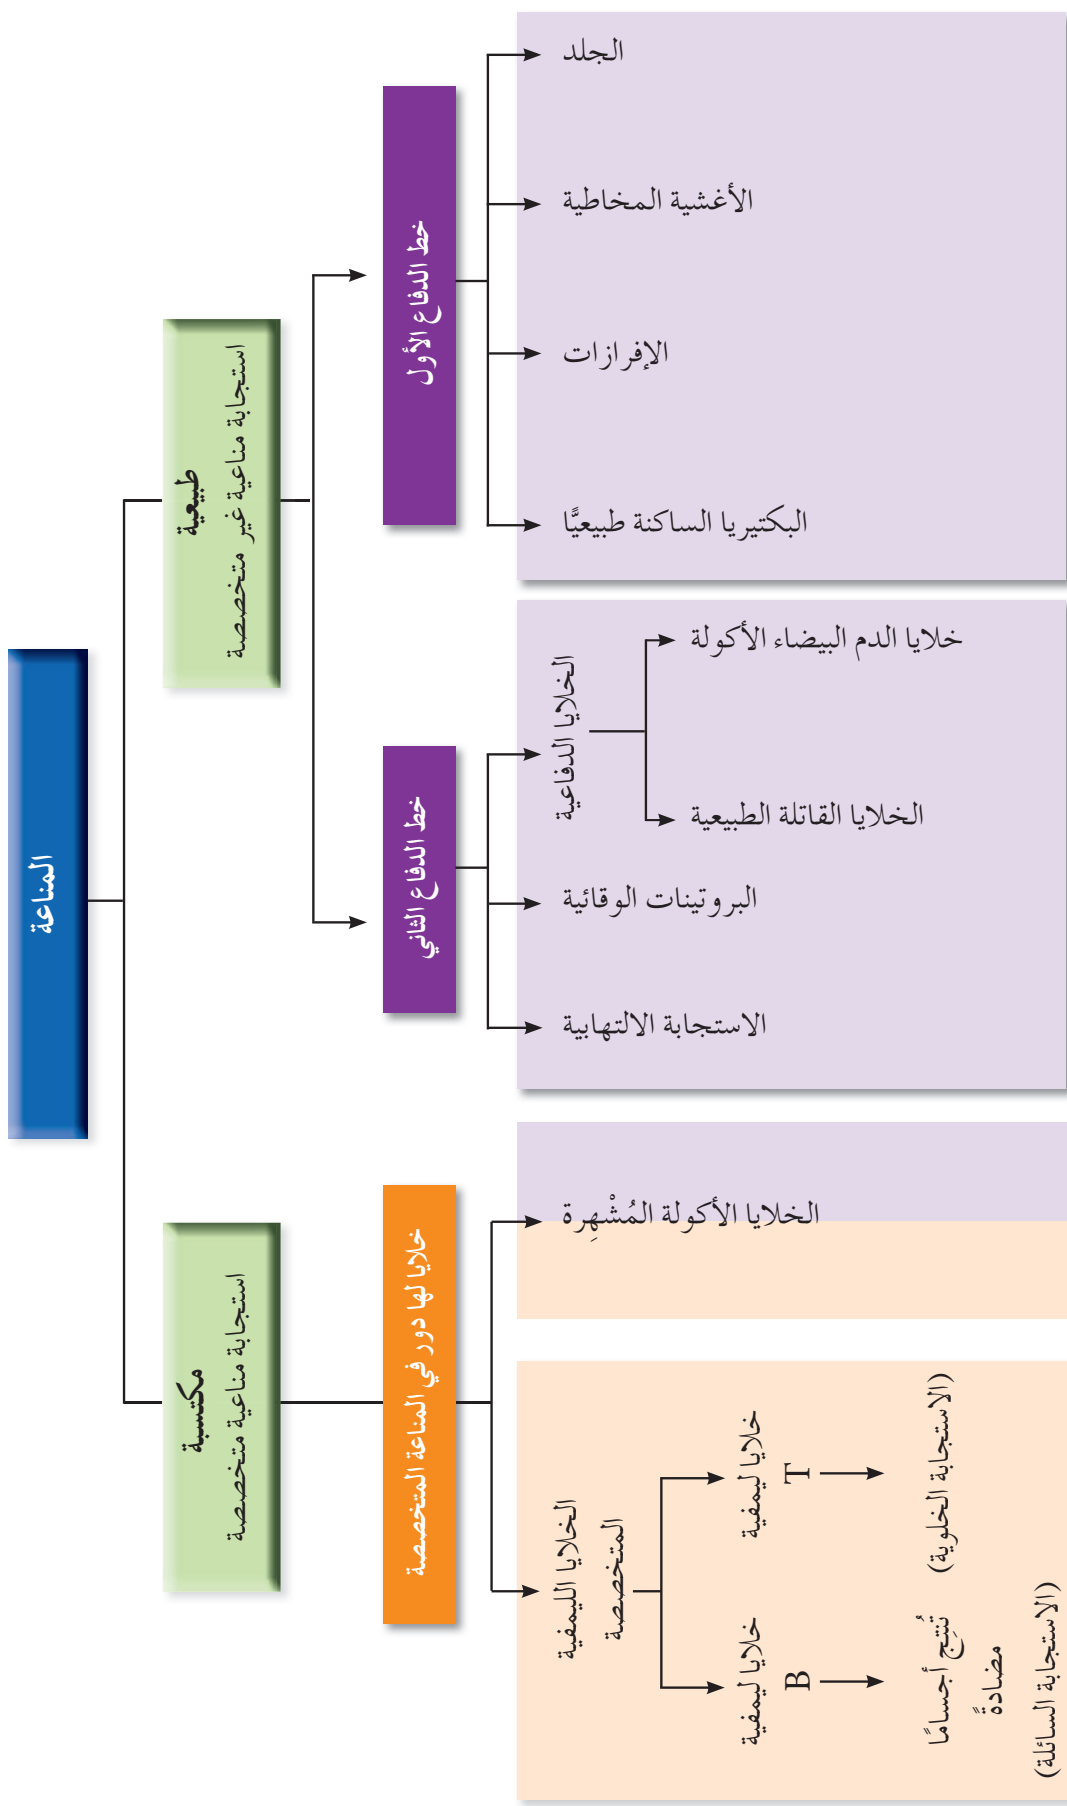 المناعة
طبيعية
استجابة مناعية غير متخصصة
خط الدفاع الأول
الجلد
الأغشية المخاطية
الإفرازات
البكتيريا الساكنة طبيعيًّا
خط الدفاع الثاني
الخلايا الدفاعية
خلايا الدم البيضاء الأكولة
الخلايا القاتلة الطبيعية
البروتينات الوقائية
الاستجابة الالتهابية
مكتسبة
استجابة مناعية متخصصة
خلايا لها دور في المناعة المتخصصة
الخلايا الأكولة المُشْهِرة
الخلايا الليمفية
المتخصصة
خلايا ليمفية
T
(الاستجابة الخلوية)
خلايا ليمفية
B
تُنتِج أجسامًا
مضادةً
(الاستجابة السائلة)